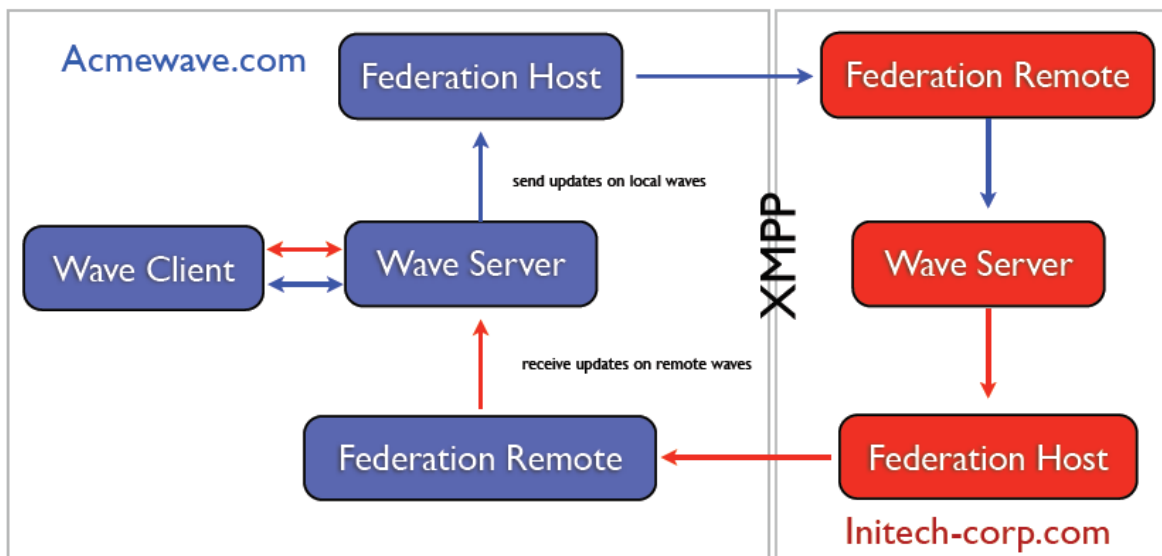 Acmewave.com
Federation Host
Federation Remote
send updates on local waves
XMPP
Wave Client
Wave Server
Wave Server
receive updates on remote waves
Federation Remote
Federation Host
Initech-corp.com